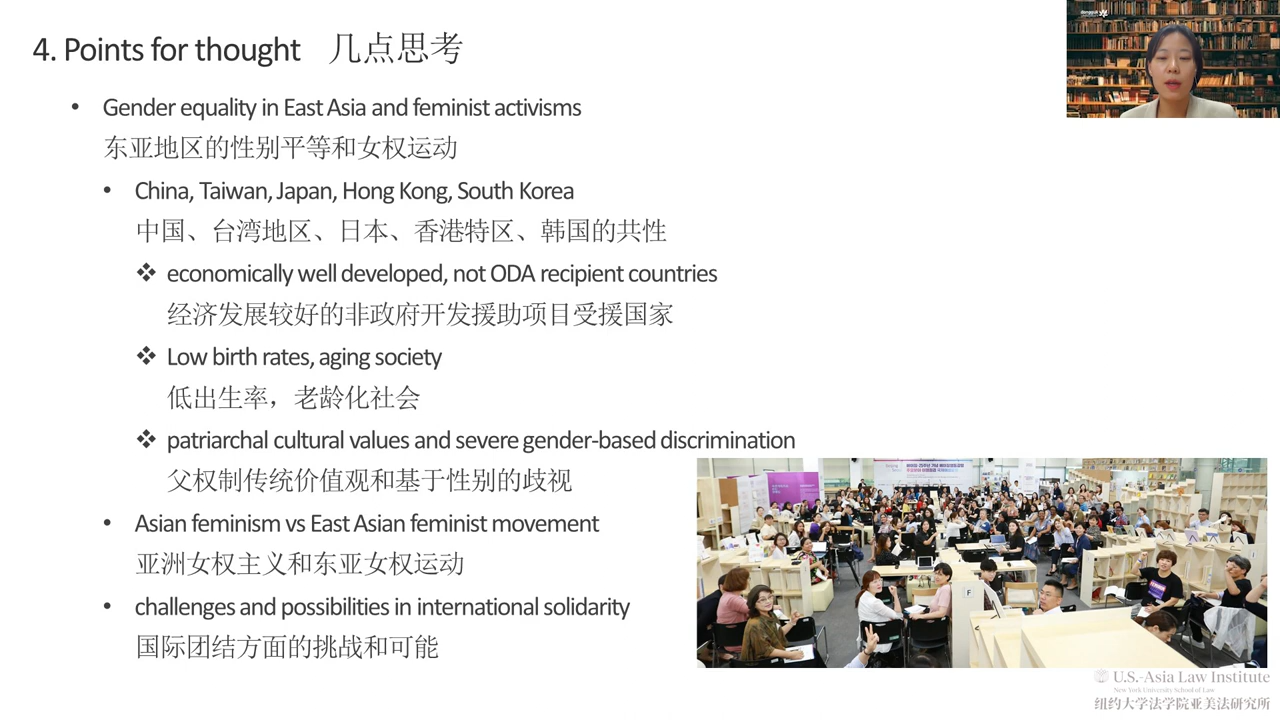 4. Points for thought 几点思考
• Gender equality in East Asia and feminist activisms
东亚地区的性别平等和女权运动
• China, Taiwan, Japan, Hong Kong, South Korea
中国、台湾地区、日本、香港特区、韩国的共性
❖ economically well developed, not ODA recipient countries
经济发展较好的非政府开发援助项目受援国家
❖ Low birth rates, aging society
低出生率，老龄化社会
❖ patriarchal cultural values and severe gender-based discrimination
父权制传统价值观和基于性别的歧视
• Asian feminism vs East Asian feminist movement
亚洲女权主义和东亚女权运动
• challenges and possibilities in international solidarity
国际团结方面的挑战和可能
F
U.S.-Asia Law Institute
New York University School of Law
纽约大学法学院亚美法研究所